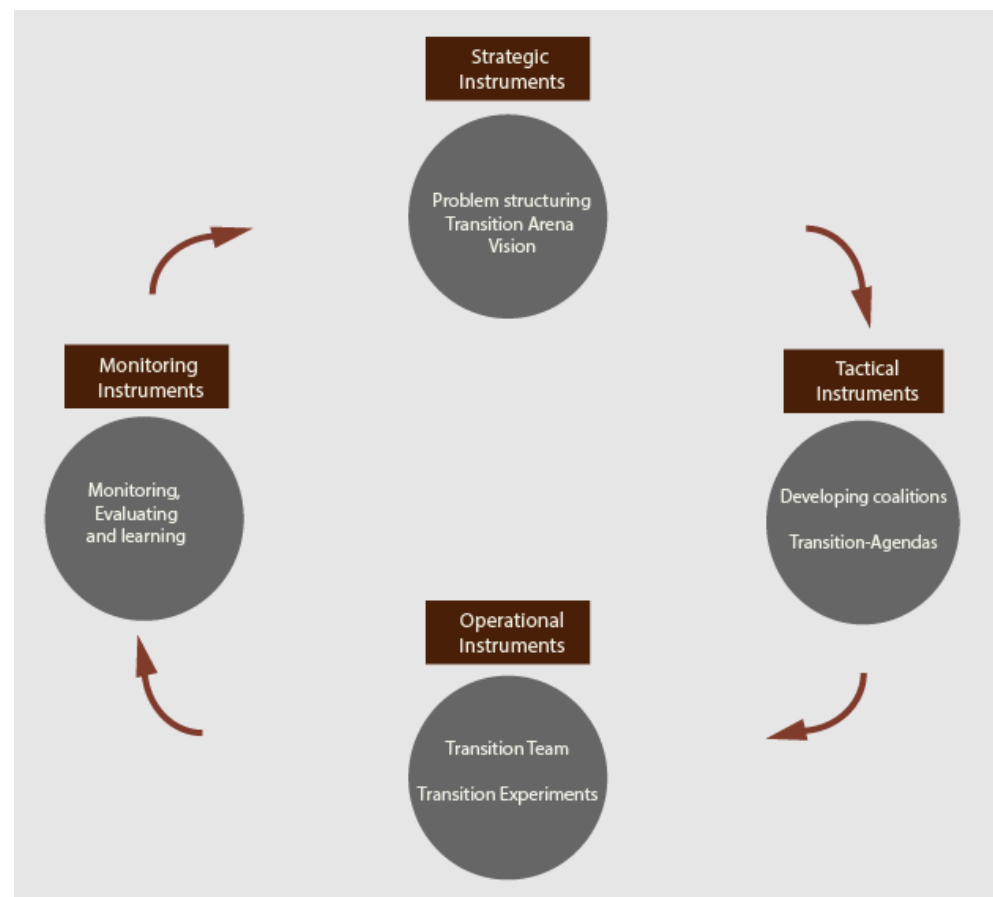 Strategic
Instruments
Problem structuring
Transition Arena
Vision
Monitoring
Instruments
Monitoring,
Evaluating
and learning
Tactical
Instruments
Developing coalitions
Transition-Agendas
Operational
Instruments
Transition Team
Transition Experiments